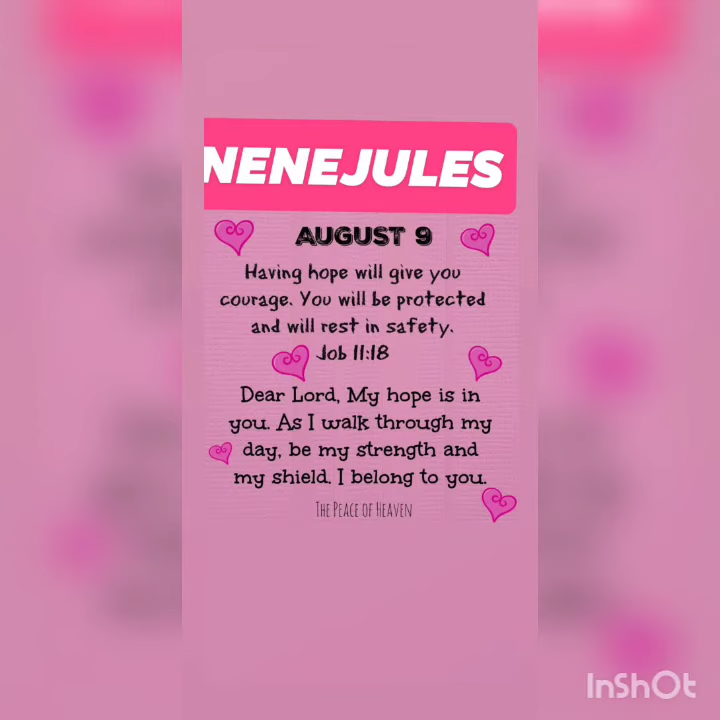 NENEJULES
AUGUST 9
Having hope will give you
courage. You will be protected
and will rest in safety.
Job 11:18
Dear Lord, My hope is in
you. As I walk through my
day, be my strength and
my shield. I belong to you.
The Peace of Heaven
InShOt